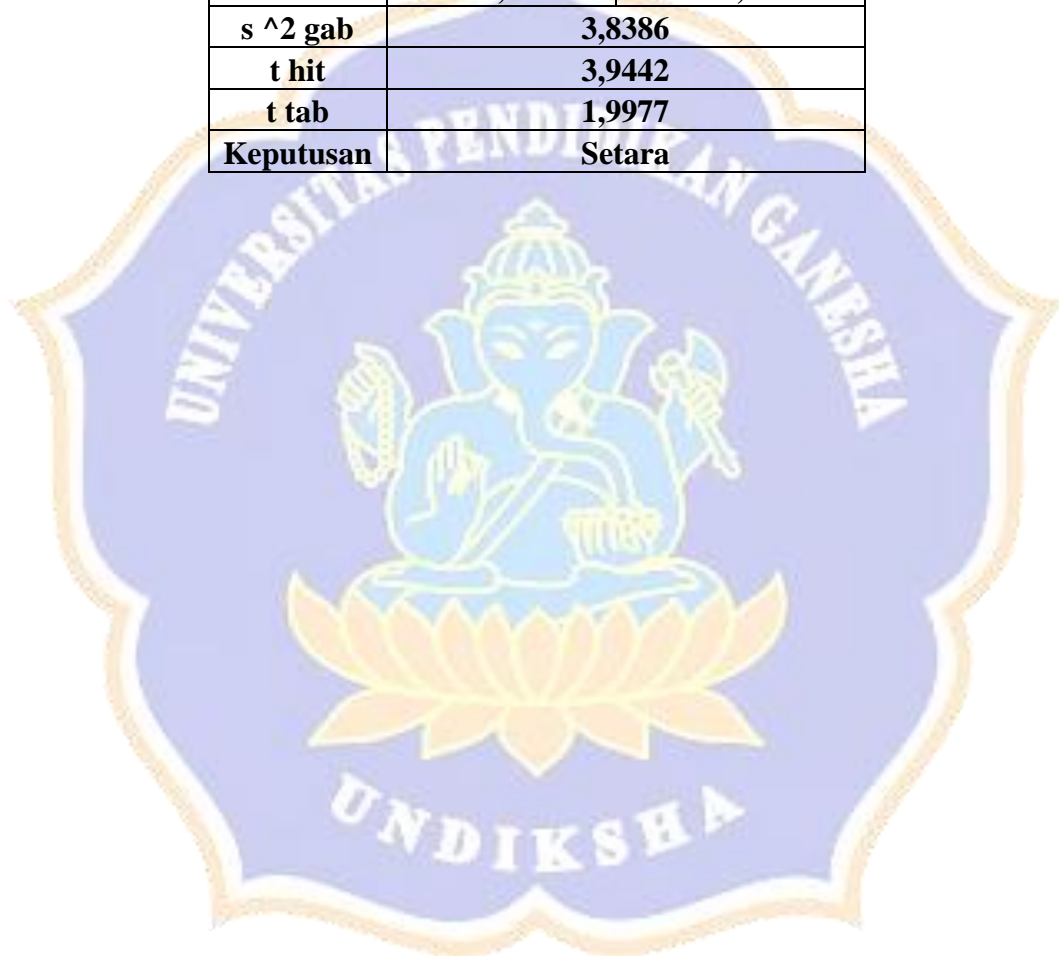 s ^2 gab 3,8386
t hit 3,9442
t tab 1,9977
Keputusan Setara
UNIVERSITAS PENDIDIKAN GANESHA
UNDIKSHA